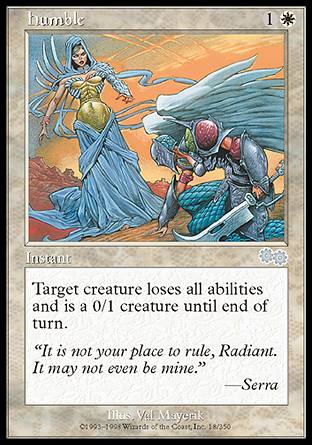 Humble 1
Instant
Target creature loses all abilities
and is a 0/1 creature until end of
turn.
“It is not your place to rule, Radiant.
It may not even be mine.”
—Serra
Illus. Val Mayerik
©1993–1998 Wizards of the Coast, Inc. 18/350